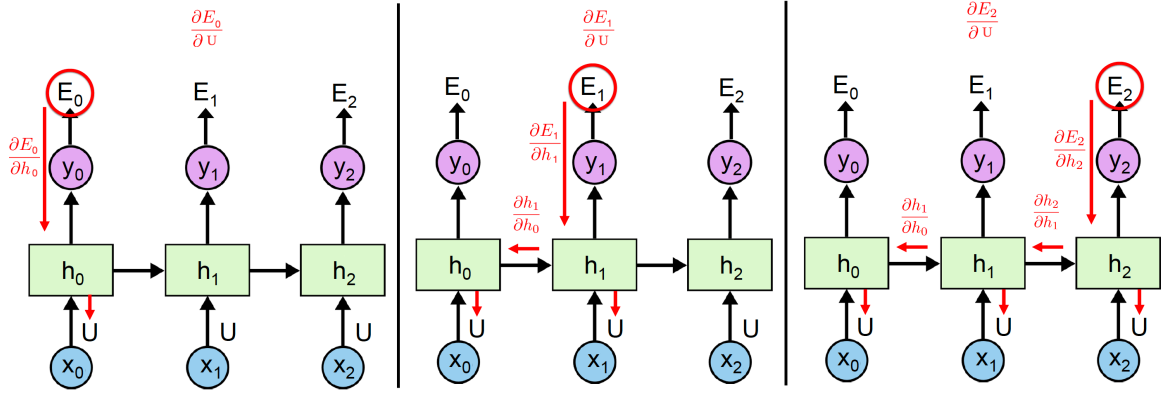 ∂E₀/∂U
E₀ E₁ E₂
∂E₀/∂h₀
y₀ y₁ y₂
h₀ h₁ h₂
U U U
x₀ x₁ x₂
∂E₁/∂U
E₀ E₁ E₂
∂E₁/∂h₁
y₀ y₁ y₂
∂h₁/∂h₀
h₀ h₁ h₂
U U U
x₀ x₁ x₂
∂E₂/∂U
E₀ E₁ E₂
∂E₂/∂h₂
y₀ y₁ y₂
∂h₁/∂h₀ ∂h₂/∂h₁
h₀ h₁ h₂
U U U
x₀ x₁ x₂